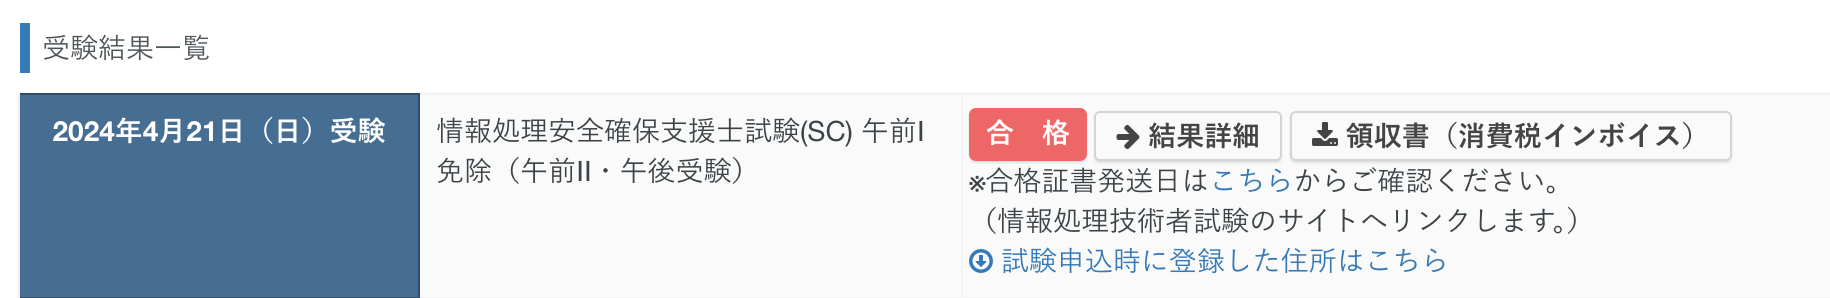 受験結果一覧
2024年4月21日（日）受験
情報処理安全確保支援士試験(SC) 午前I
免除（午前II・午後受験）
合　格
結果詳細
領収書（消費税インボイス）
※合格証書発送日はこちらからご確認ください。
（情報処理技術者試験のサイトへリンクします。）
試験申込時に登録した住所はこちら